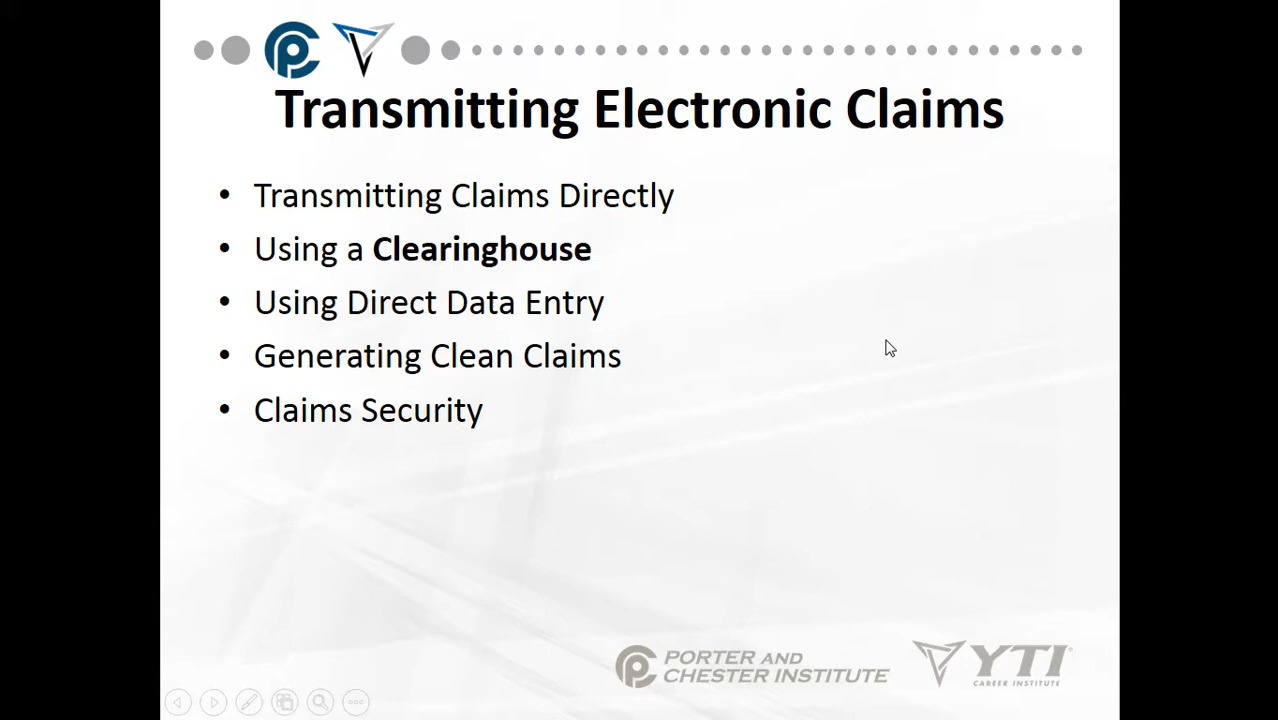 Transmitting Electronic Claims
• Transmitting Claims Directly
• Using a Clearinghouse
• Using Direct Data Entry
• Generating Clean Claims
• Claims Security
PORTER AND
CHESTER INSTITUTE
YTI
CAREER INSTITUTE